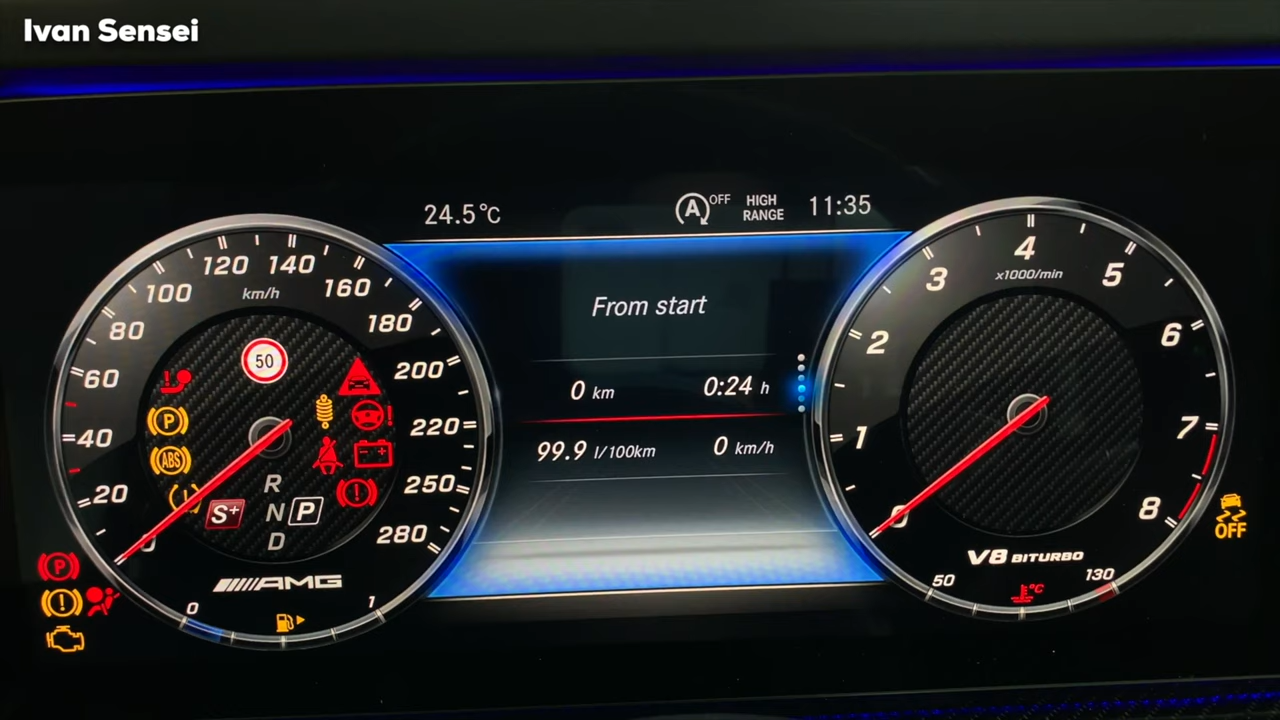 Ivan Sensei
24.5°C
A OFF
HIGH RANGE
11:35
From start
0 km 0:24 h
99.9 l/100km 0 km/h
0
20
40
60
80
100
120
140
160
180
200
220
250
280
km/h
50
P
ABS
R
N
P
D
S+
AMG
0
1
P
0
1
2
3
4
5
6
7
8
x1000/min
V8 BITURBO
50
130
°C
OFF